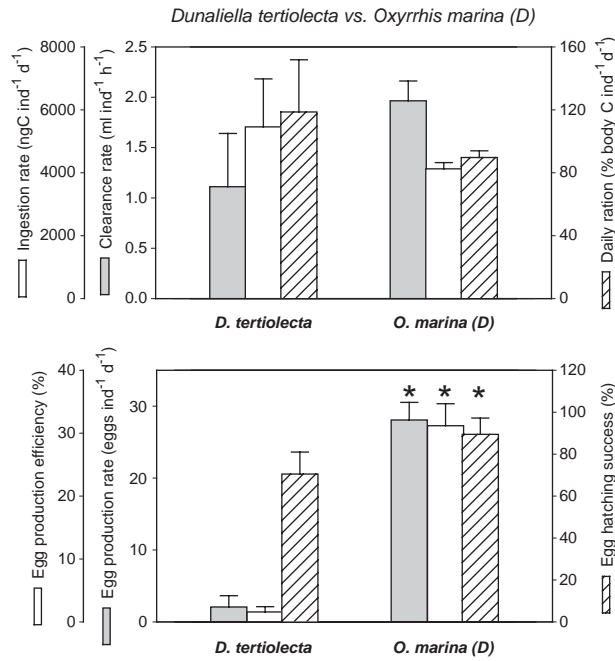 Dunaliella tertiolecta vs. Oxyrrhis marina (D)
Ingestion rate (ngC ind-1 d-1)
8000
6000
4000
2000
0
Clearance rate (ml ind-1 h-1)
2.5
2.0
1.5
1.0
0.5
0.0
160
120
80
40
0
Daily ration (% body C ind-1 d-1)
D. tertiolecta
O. marina (D)
Egg production efficiency (%)
40
30
20
10
0
Egg production rate (eggs ind-1 d-1)
30
20
10
0
* * *
120
100
80
60
40
20
0
Egg hatching success (%)
D. tertiolecta
O. marina (D)